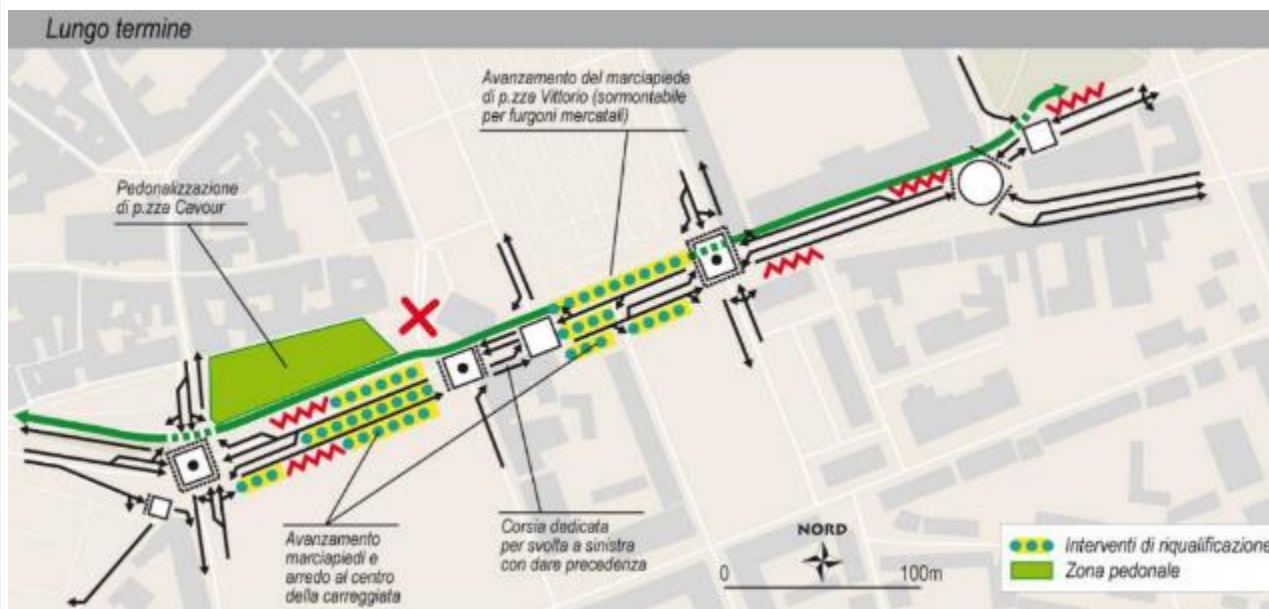 Lungo termine
Avanzamento del marciapiede
di p.zza Vittorio (sormontabile
per furgoni mercatali)
Pedonalizzazione
di p.zza Cavour
Avanzamento
marciapiedi e
arredo al centro
della carreggiata
Corsia dedicata
per svolta a sinistra
con dare precedenza
NORD
0 100m
Interventi di riqualificazione
Zona pedonale